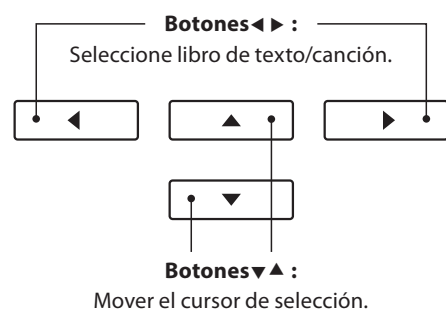 Botones◀ ▶ :
Seleccione libro de texto/canción.
◀ ▲ ▶
▼
Botones▼▲ :
Mover el cursor de selección.